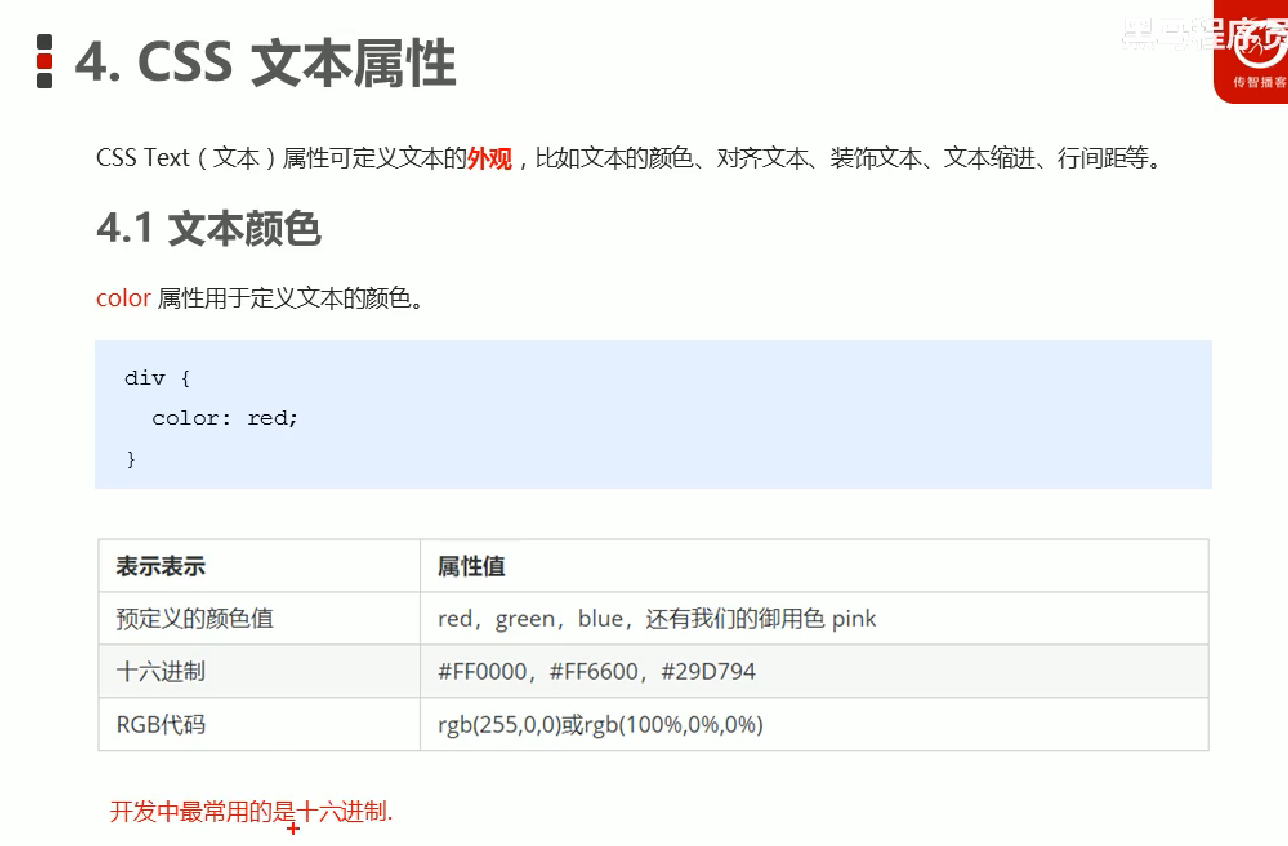 黑马程序员
传智播客
4. CSS 文本属性
CSS Text（文本）属性可定义文本的外观，比如文本的颜色、对齐文本、装饰文本、文本缩进、行间距等。
4.1 文本颜色
color 属性用于定义文本的颜色。
div {
color: red;
}
表示表示 属性值
预定义的颜色值 red，green，blue，还有我们的御用色 pink
十六进制 #FF0000，#FF6600，#29D794
RGB代码 rgb(255,0,0)或rgb(100%,0%,0%)
开发中最常用的是十六进制.